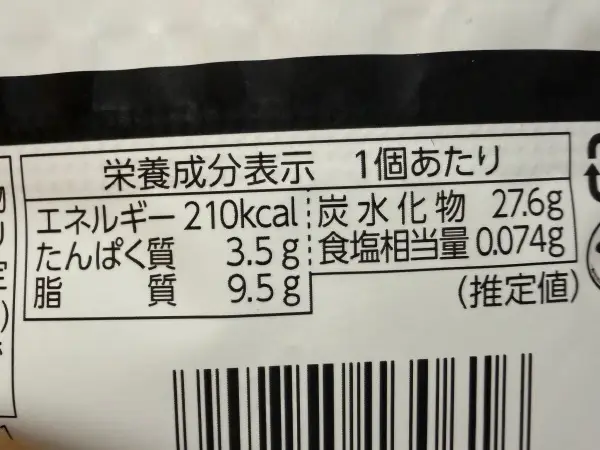 栄養成分表示 1個あたり
エネルギー 210kcal
たんぱく質 3.5g
脂質 9.5g
炭水化物 27.6g
食塩相当量 0.074g
(推定値)